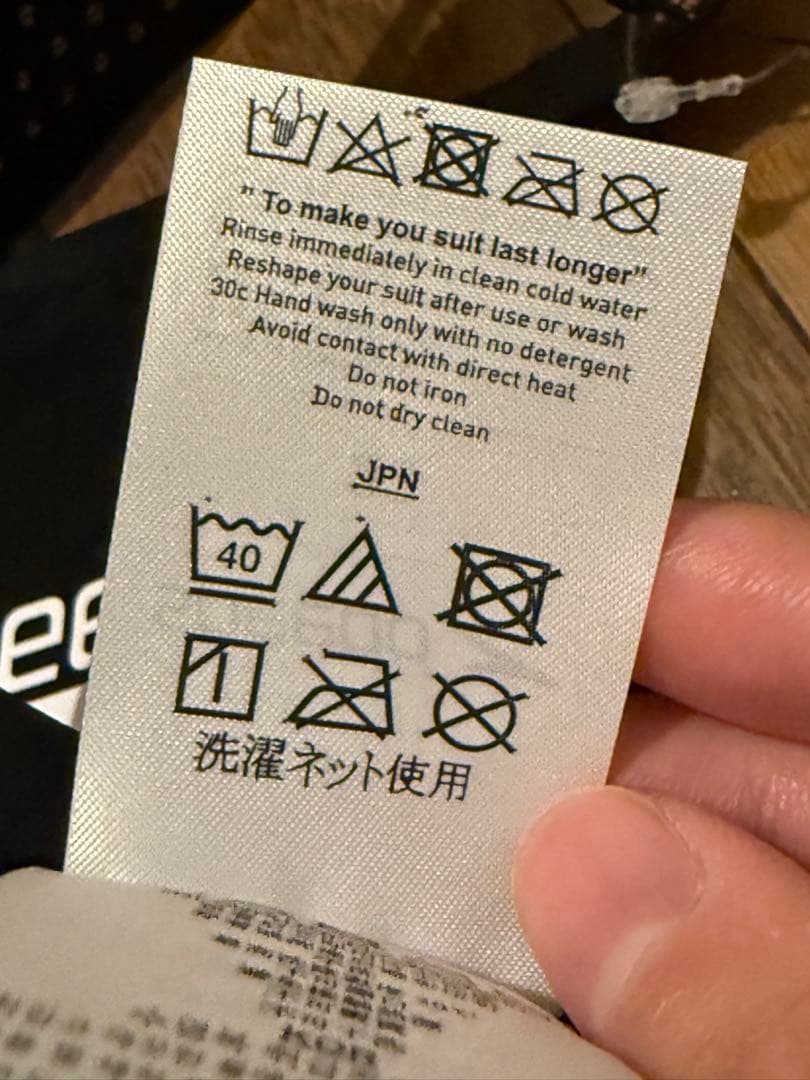 " To make you suit last longer"
Rinse immediately in clean cold water
Reshape your suit after use or wash
30c Hand wash only with no detergent
Avoid contact with direct heat
Do not iron
Do not dry clean
JPN
40
洗濯ネット使用
ee